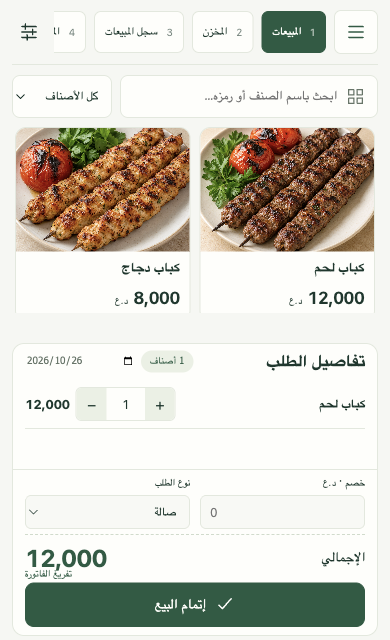 1 المبيعات
2 المخزن
3 سجل المبيعات
4
ابحث باسم الصنف أو رمزه...
كل الأصناف
كباب لحم
12,000 د.ع
كباب دجاج
8,000 د.ع
تفاصيل الطلب
1 أصناف
2026/10/26
كباب لحم
+ 1 −
12,000
خصم · د.ع
نوع الطلب
0
صالة
الإجمالي
12,000
تفريغ الفاتورة
إتمام البيع